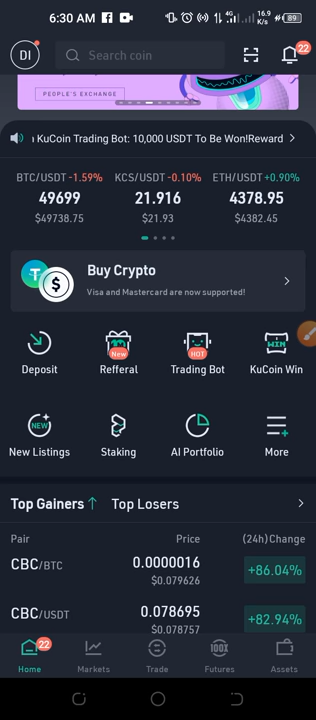 6:30 AM
4G
16.9
K/s
89
DI
Search coin
22
PEOPLE'S EXCHANGE
KuCoin Trading Bot: 10,000 USDT To Be Won!Reward
BTC/USDT -1.59% KCS/USDT -0.10% ETH/USDT +0.90%
49699 21.916 4378.95
$49738.75 $21.93 $4382.45
Buy Crypto
Visa and Mastercard are now supported!
New HOT WIN
Deposit Refferal Trading Bot KuCoin Win
NEW
New Listings Staking AI Portfolio More
Top Gainers Top Losers
Pair Price (24h)Change
CBC/BTC 0.0000016 +86.04%
$0.079626
CBC/USDT 0.078695 +82.94%
$0.078757
22 100X
Home Markets Trade Futures Assets